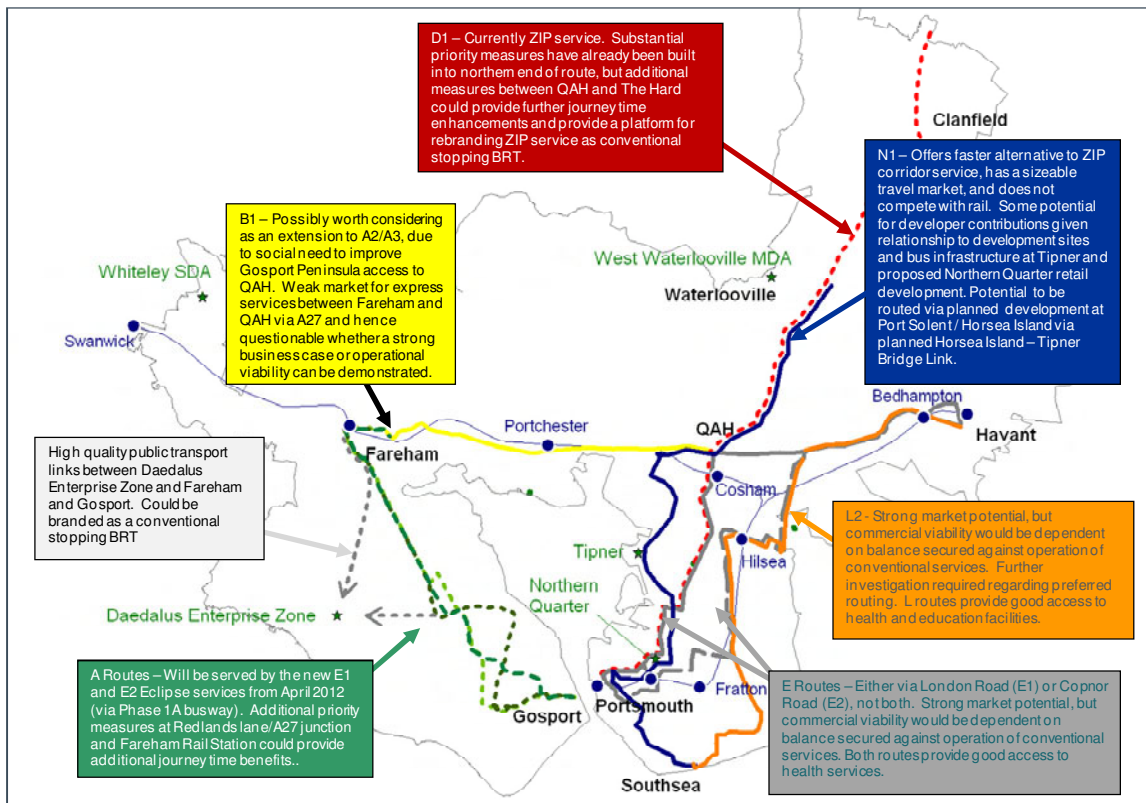 D1 – Currently ZIP service. Substantial
priority measures have already been built
into northern end of route, but additional
measures between QAH and The Hard
could provide further journey time
enhancements and provide a platform for
rebranding ZIP service as conventional
stopping BRT.
Clanfield
N1 – Offers faster alternative to ZIP
corridor service, has a sizeable
travel market, and does not
compete with rail. Some potential
for developer contributions given
relationship to development sites
and bus infrastructure at Tipner and
proposed Northern Quarter retail
development. Potential to be
routed via planned development at
Port Solent / Horsea Island via
planned Horsea Island – Tipner
Bridge Link.
B1 – Possibly worth considering
as an extension to A2/A3, due
to social need to improve
Gosport Peninsula access to
QAH. Weak market for express
services between Fareham and
QAH via A27 and hence
questionable whether a strong
business case or operational
viability can be demonstrated.
Whiteley SDA
West Waterlooville MDA
Waterlooville
Swanwick
Bedhampton
Havant
Portchester
QAH
Fareham
Cosham
High quality public transport
links between Daedalus
Enterprise Zone and Fareham
and Gosport. Could be
branded as a conventional
stopping BRT
L2 - Strong market potential, but
commercial viability would be dependent
on balance secured against operation of
conventional services. Further
investigation required regarding preferred
routing. L routes provide good access to
health and education facilities.
Hilsea
Tipner
Northern
Quarter
Daedalus Enterprise Zone
A Routes – Will be served by the new E1
and E2 Eclipse services from April 2012
(via Phase 1A busway). Additional priority
measures at Redlands lane/A27 junction
and Fareham Rail Station could provide
additional journey time benefits..
Gosport
Portsmouth
Fratton
E Routes – Either via London Road (E1) or Copnor
Road (E2), not both. Strong market potential, but
commercial viability would be dependent on
balance secured against operation of conventional
services. Both routes provide good access to
health services.
Southsea